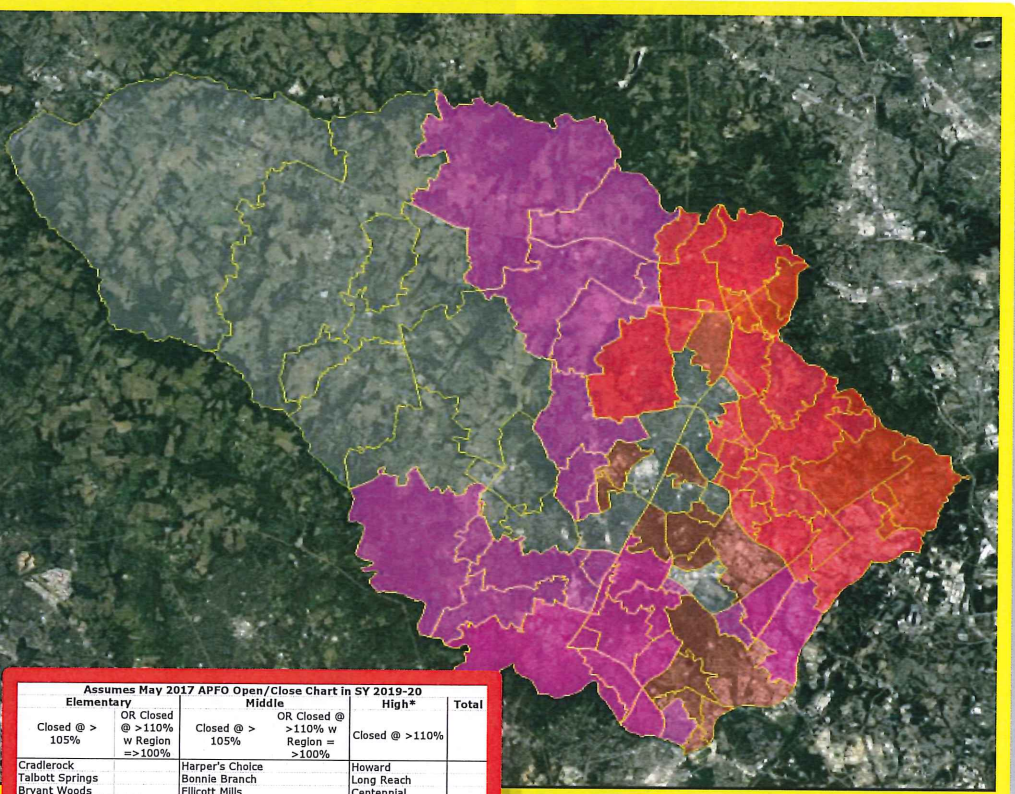 Assumes May 2017 APFO Open/Close Chart in SY 2019-20
Elementary Middle High* Total
Closed @ > 105% OR Closed @ >110% w Region =>100% Closed @ > 105% OR Closed @ >110% w Region = >100% Closed @ >110%
Cradlerock Harper's Choice Howard
Talbott Springs Bonnie Branch Long Reach
Bryant Woods Ellicott Mills Centennial